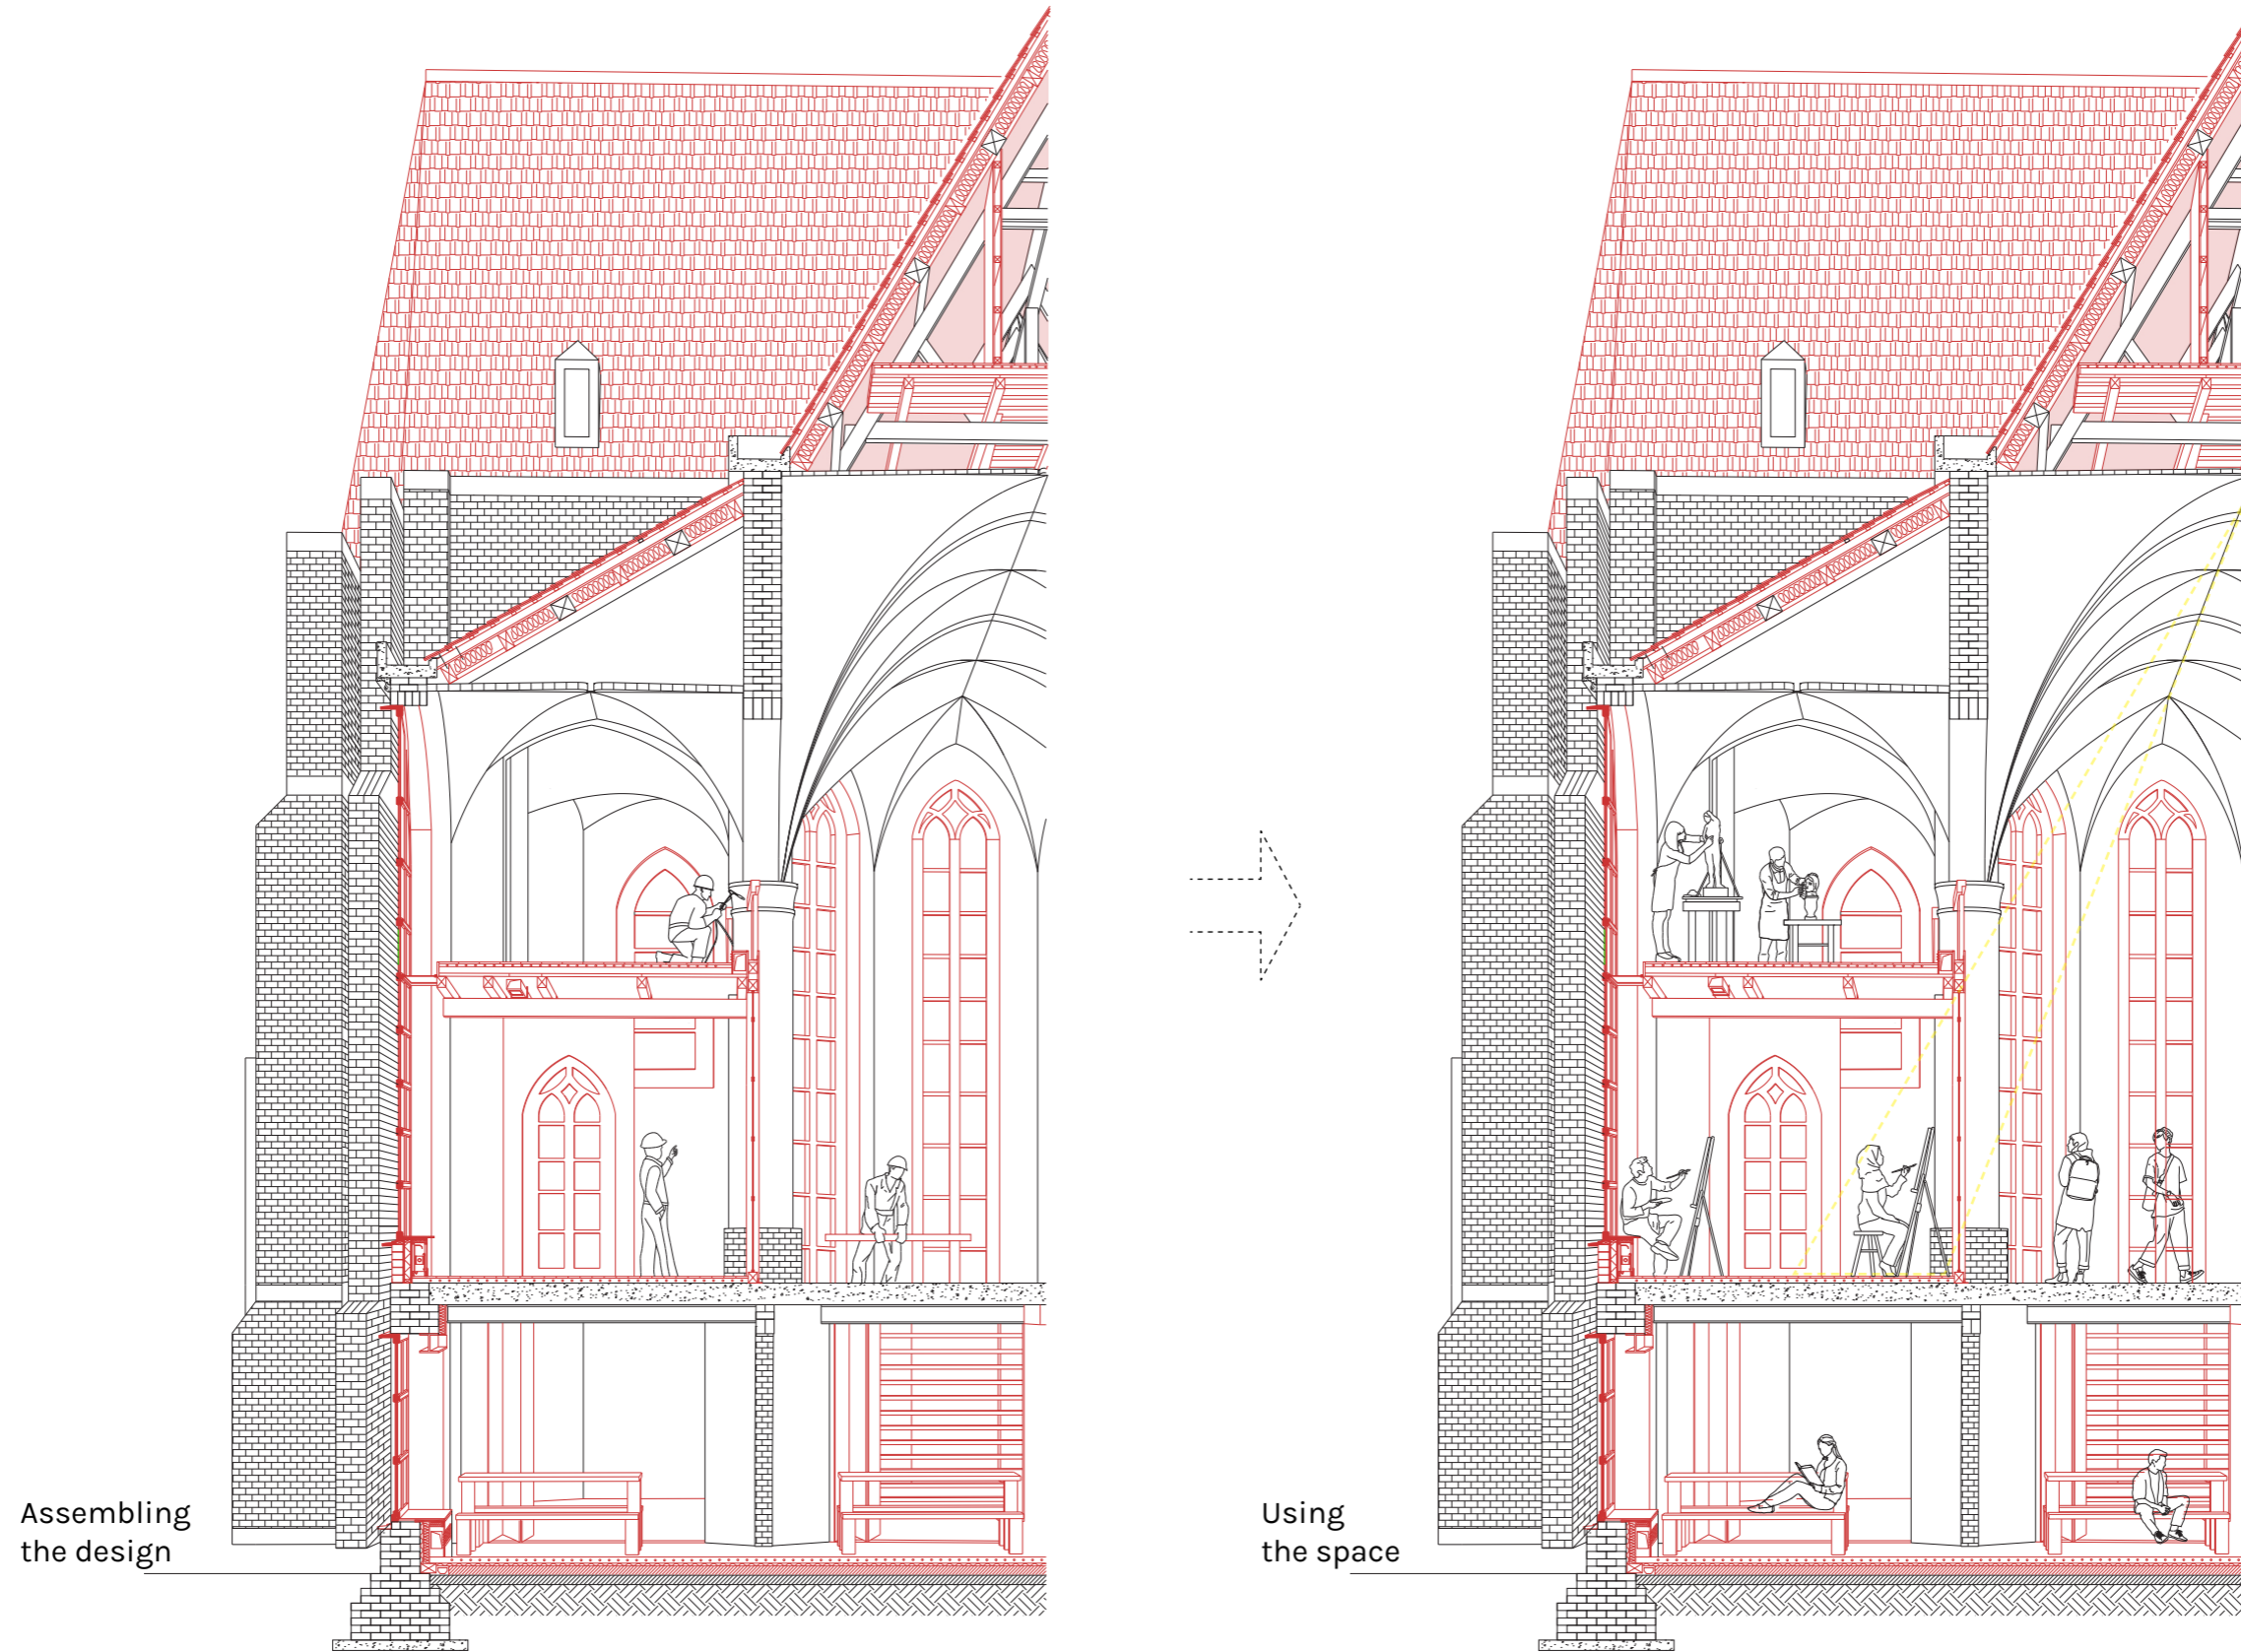 Assembling
the design
Using
the space